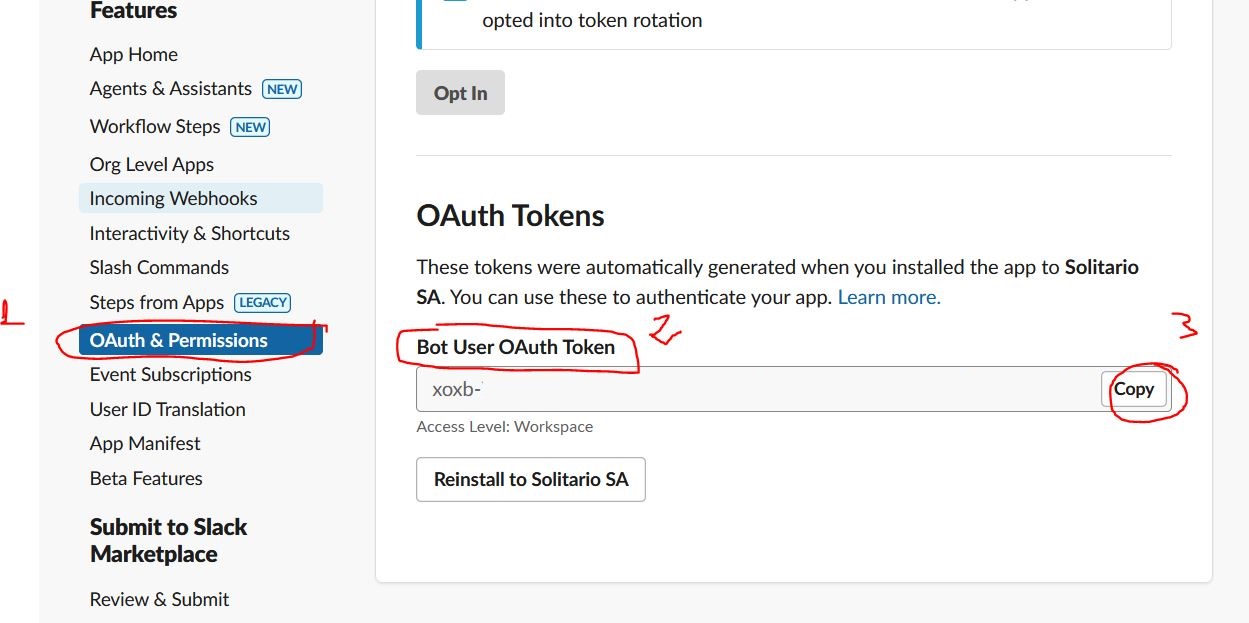 Features
App Home
Agents & Assistants NEW
Workflow Steps NEW
Org Level Apps
Incoming Webhooks
Interactivity & Shortcuts
Slash Commands
Steps from Apps LEGACY
1
OAuth & Permissions
Event Subscriptions
User ID Translation
App Manifest
Beta Features
Submit to Slack
Marketplace
Review & Submit
opted into token rotation
Opt In
OAuth Tokens
These tokens were automatically generated when you installed the app to Solitario
SA. You can use these to authenticate your app. Learn more.
Bot User OAuth Token
2
3
xoxb-
Copy
Access Level: Workspace
Reinstall to Solitario SA